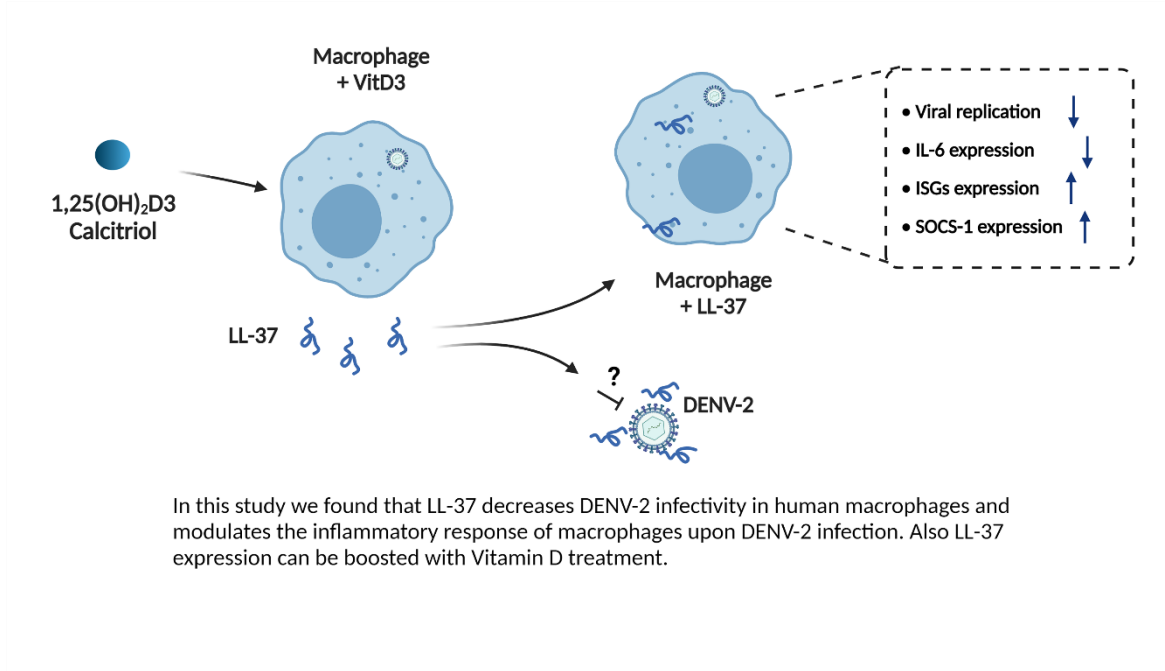 Macrophage
+ VitD3
1,25(OH)₂D3
Calcitriol
LL-37
Macrophage
+ LL-37
• Viral replication
• IL-6 expression
• ISGs expression
• SOCS-1 expression
?
DENV-2
In this study we found that LL-37 decreases DENV-2 infectivity in human macrophages and
modulates the inflammatory response of macrophages upon DENV-2 infection. Also LL-37
expression can be boosted with Vitamin D treatment.